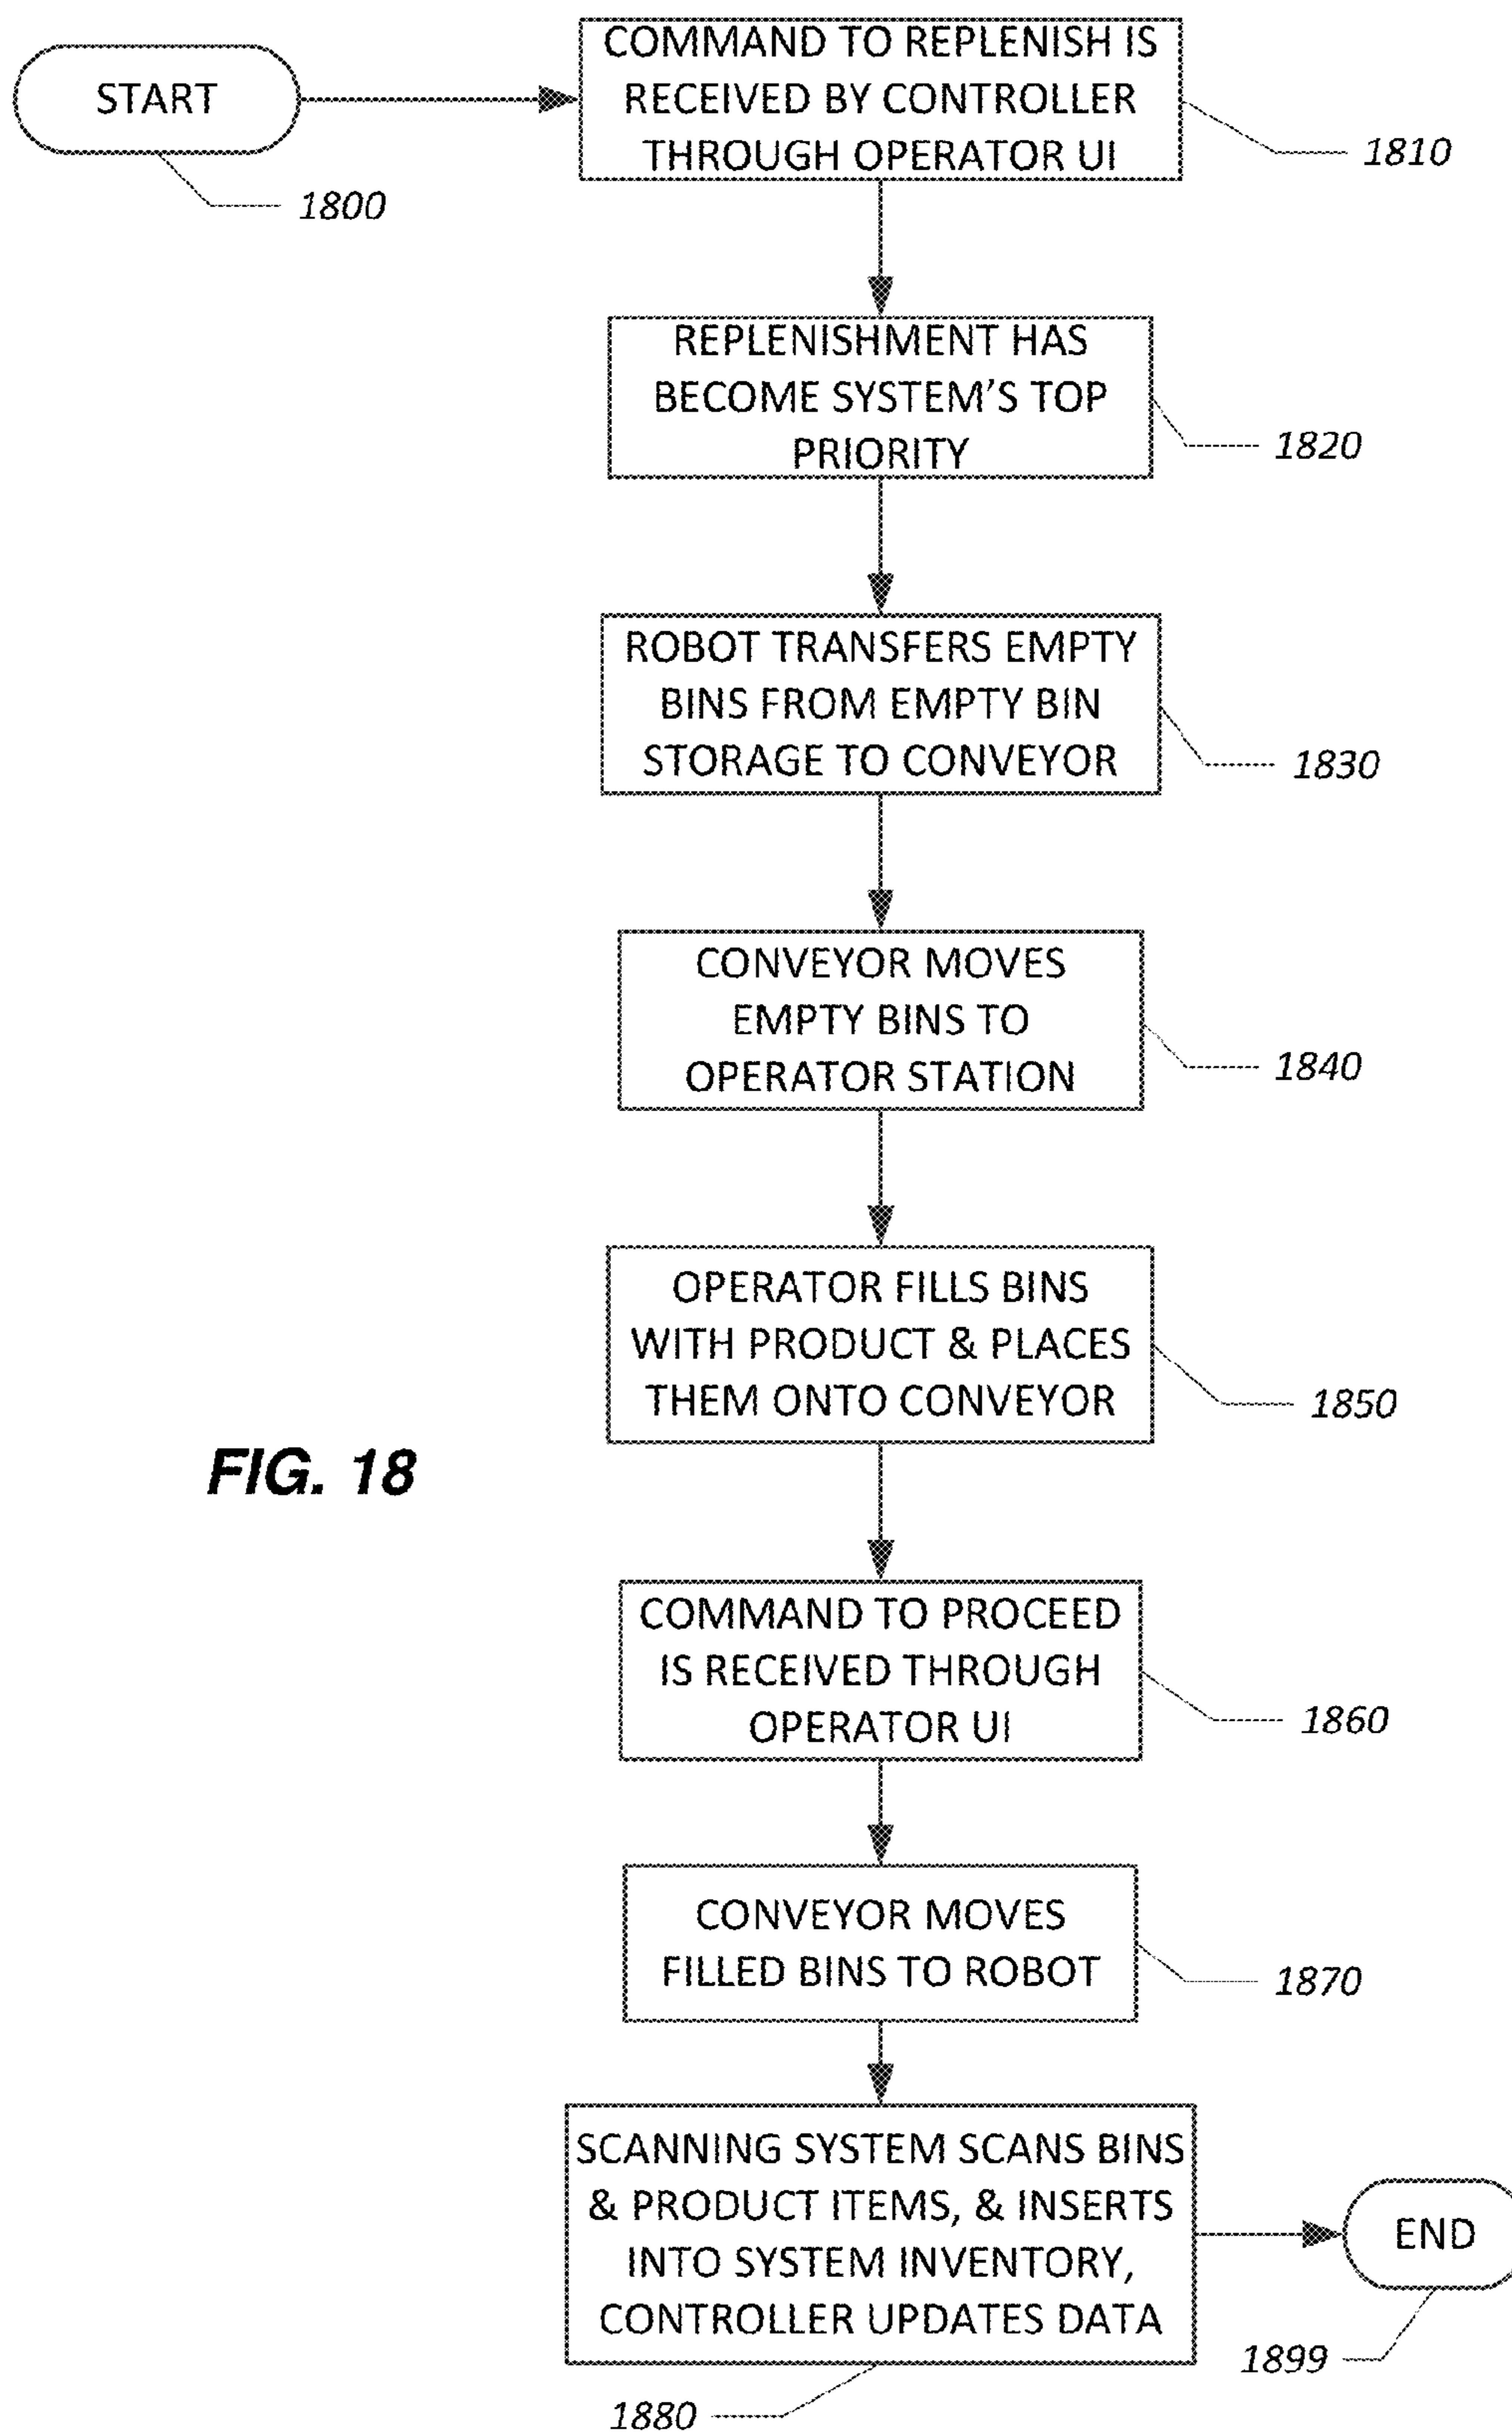 START
1800
COMMAND TO REPLENISH IS
RECEIVED BY CONTROLLER
THROUGH OPERATOR UI
1810
REPLENISHMENT HAS
BECOME SYSTEM'S TOP
PRIORITY
1820
ROBOT TRANSFERS EMPTY
BINS FROM EMPTY BIN
STORAGE TO CONVEYOR
1830
CONVEYOR MOVES
EMPTY BINS TO
OPERATOR STATION
1840
OPERATOR FILLS BINS
WITH PRODUCT & PLACES
THEM ONTO CONVEYOR
1850
FIG. 18
COMMAND TO PROCEED
IS RECEIVED THROUGH
OPERATOR UI
1860
CONVEYOR MOVES
FILLED BINS TO ROBOT
1870
SCANNING SYSTEM SCANS BINS
& PRODUCT ITEMS, & INSERTS
INTO SYSTEM INVENTORY,
CONTROLLER UPDATES DATA
1880
END
1899